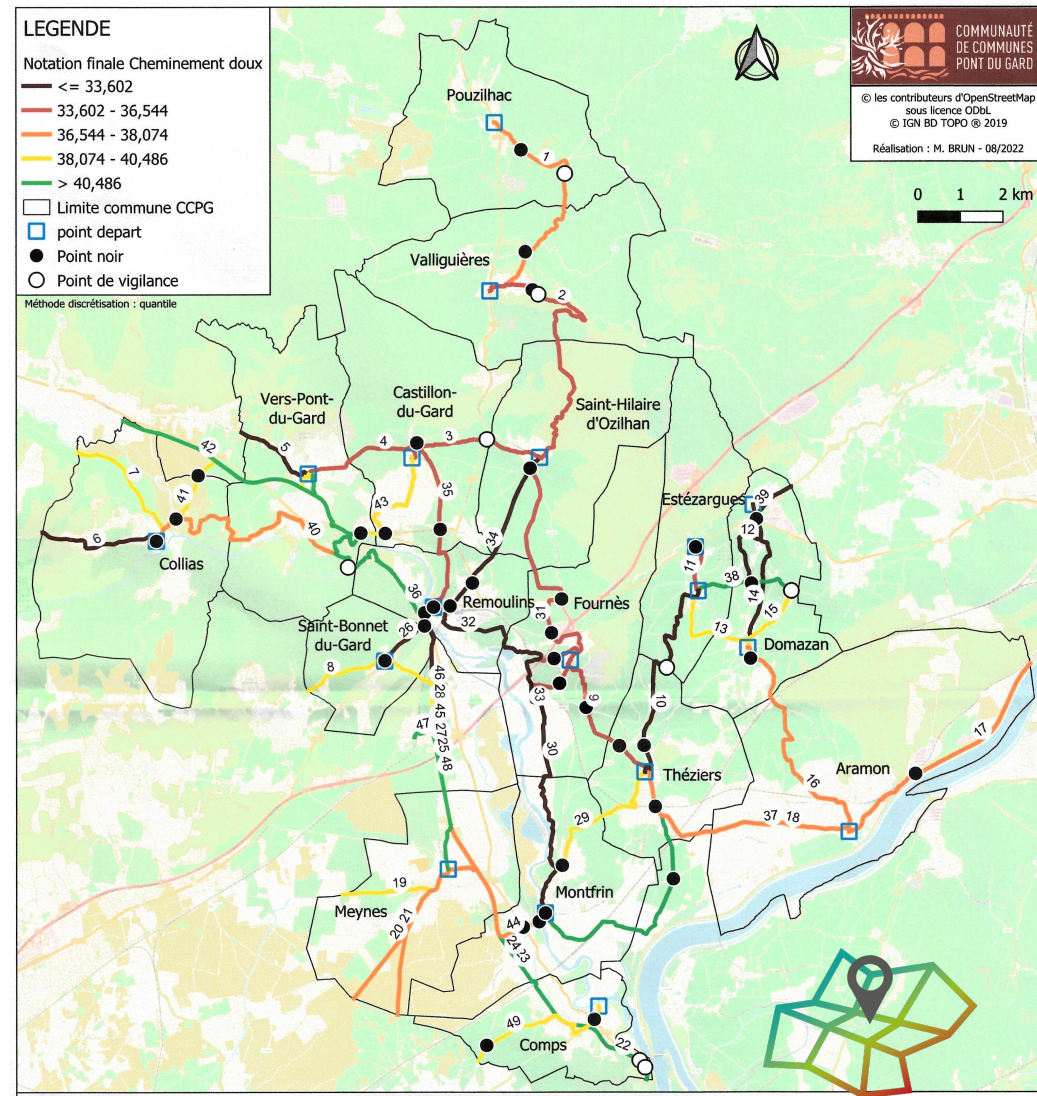 LEGENDE
Notation finale Cheminement doux
<= 33,602
33,602 - 36,544
36,544 - 38,074
38,074 - 40,486
> 40,486
Limite commune CCPG
point depart
Point noir
Point de vigilance
Méthode discrétisation : quantile
COMMUNAUTÉ
DE COMMUNES
PONT DU GARD
© les contributeurs d'OpenStreetMap
sous licence ODbL
© IGN BD TOPO ® 2019
Réalisation : M. BRUN - 08/2022
0 1 2 km
Pouzilhac
1
Valliguières
2
Vers-Pont-
du-Gard
Castillon-
du-Gard
Saint-Hilaire
d'Ozilhan
5
4
3
42
7
41
43
35
6
40
34
Collias
Estézargues
39
12
11
38
14
15
13
Domazan
36
Remoulins
Fournès
31
32
Saint-Bonnet
du-Gard
26
8
46
28
45
47
27
25
48
33
9
10
30
17
Aramon
16
Théziers
37 18
29
19
Meynes
20 21
Montfrin
44
24
23
49
Comps
22